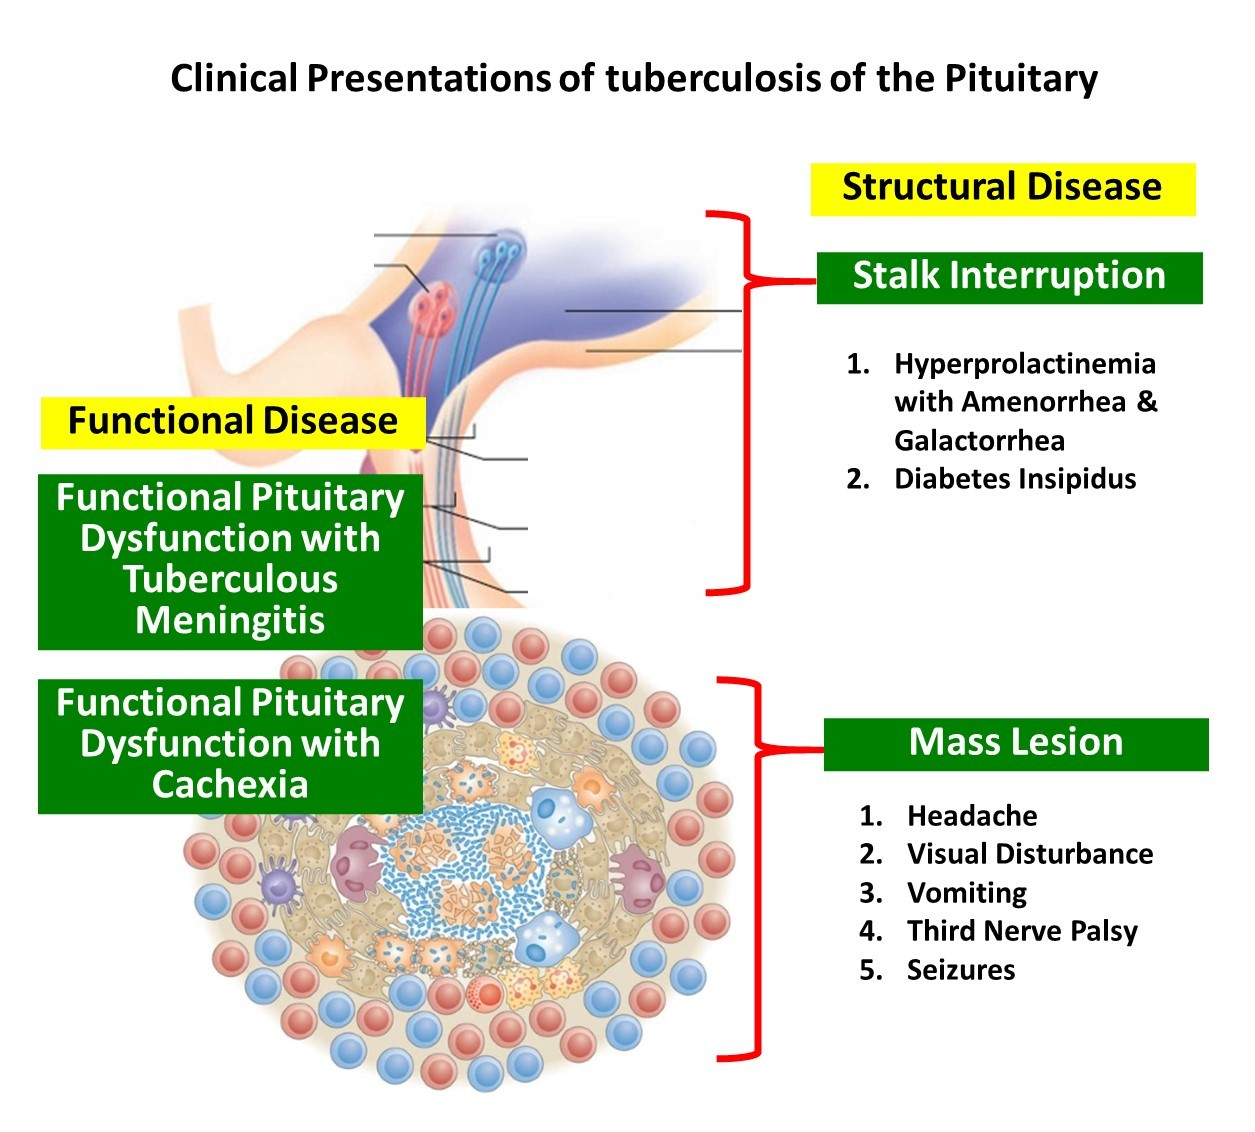 Clinical Presentations of tuberculosis of the Pituitary
Structural Disease
Stalk Interruption
1. Hyperprolactinemia
with Amenorrhea &
Galactorrhea
2. Diabetes Insipidus
Functional Disease
Functional Pituitary
Dysfunction with
Tuberculous
Meningitis
Functional Pituitary
Dysfunction with
Cachexia
Mass Lesion
1. Headache
2. Visual Disturbance
3. Vomiting
4. Third Nerve Palsy
5. Seizures